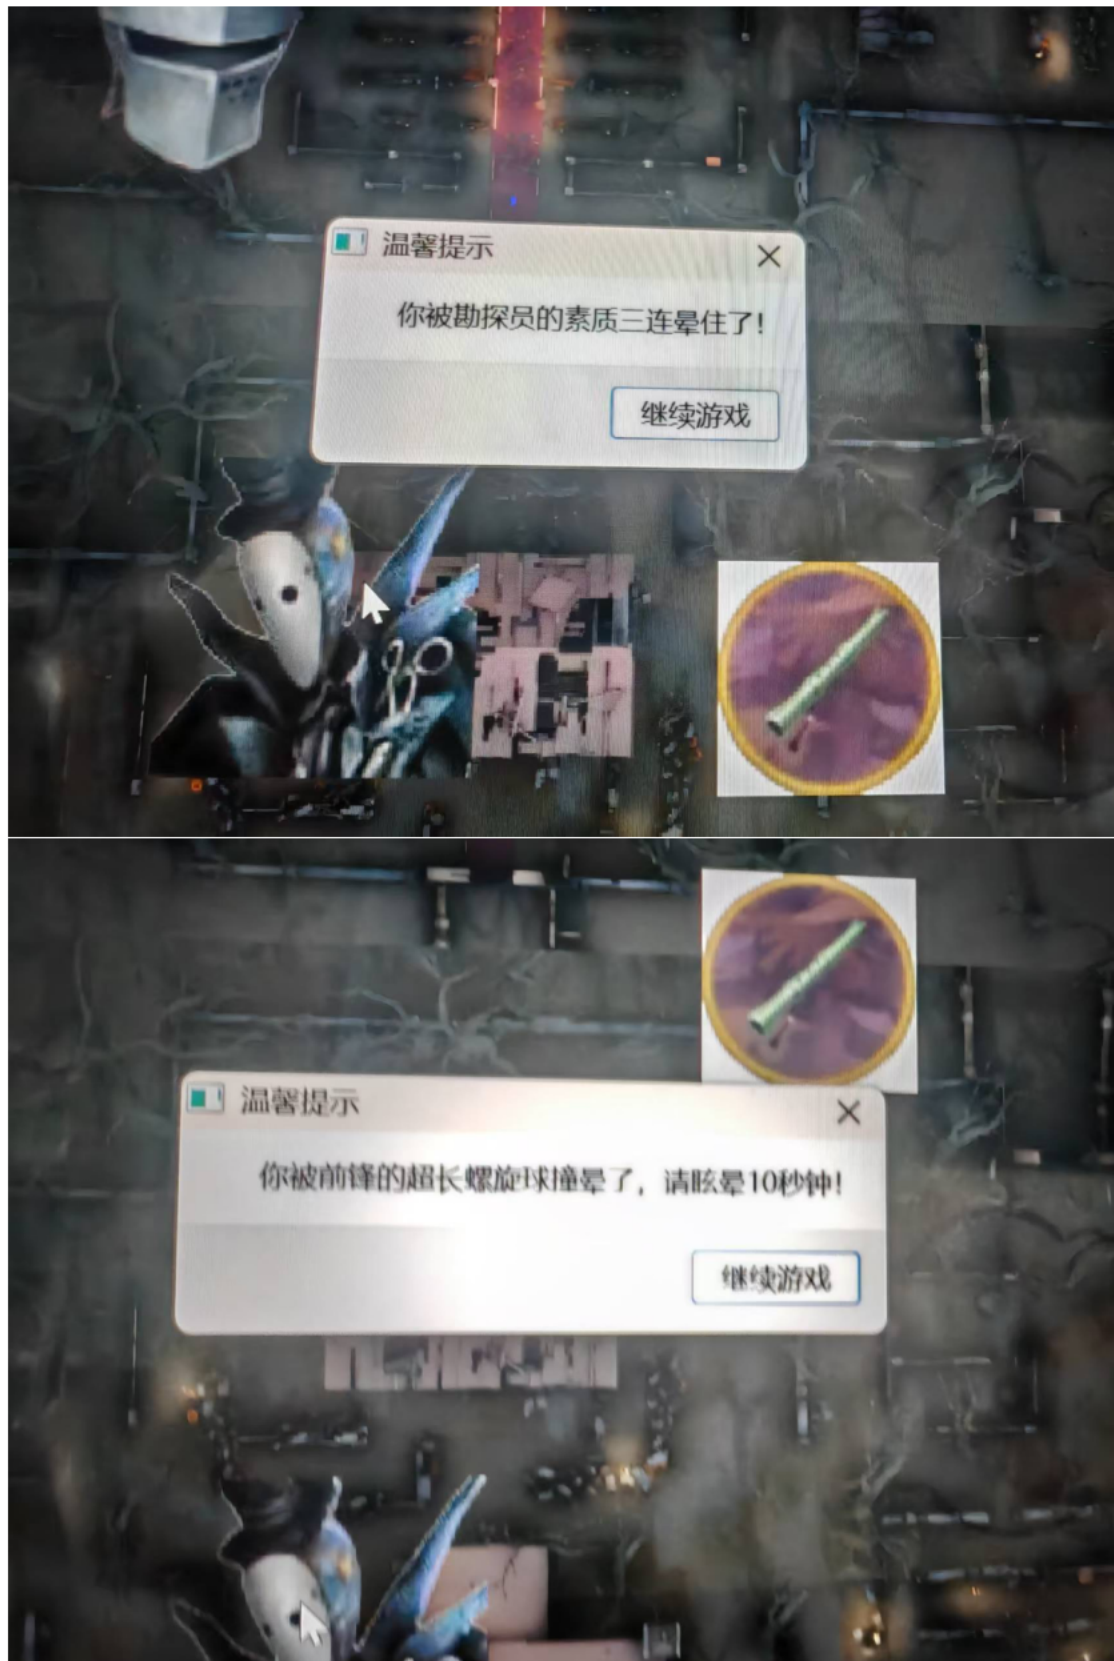 温馨提示
你被勘探员的素质三连晕住了!
继续游戏
温馨提示
你被前锋的超长螺旋球撞晕了，请眩晕10秒钟!
继续游戏